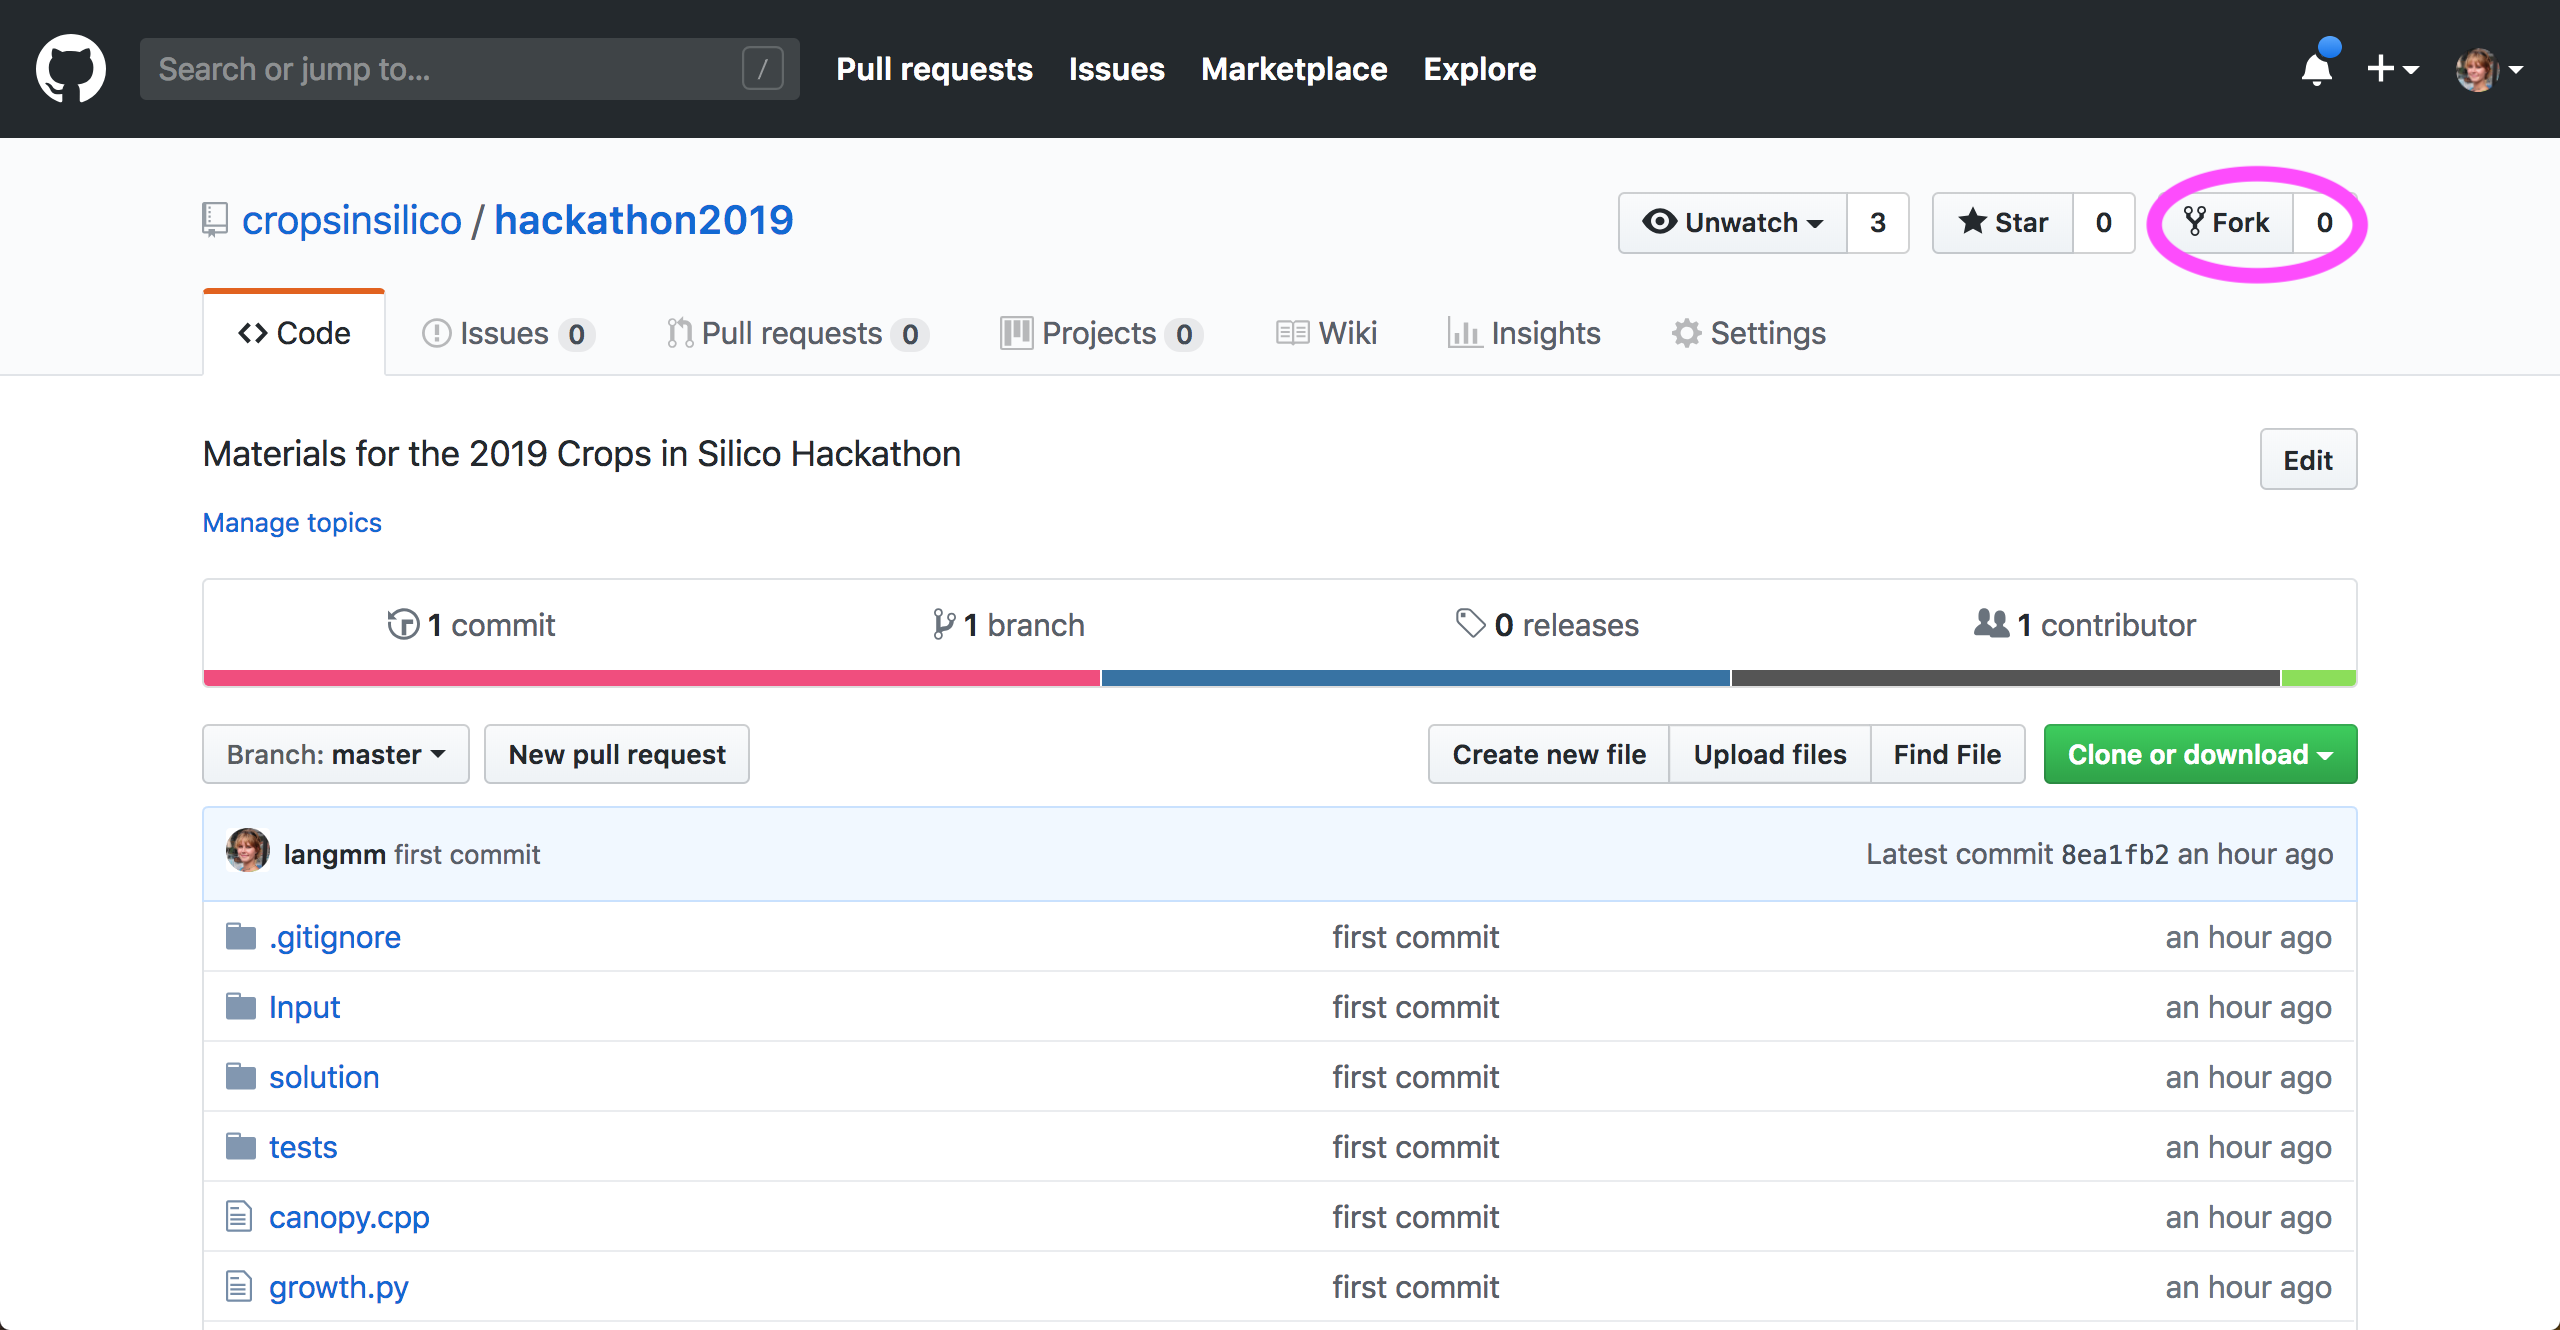 Search or jump to... /
Pull requests Issues Marketplace Explore
cropsinsilico / hackathon2019
Unwatch 3 Star 0 Fork 0
Code Issues 0 Pull requests 0 Projects 0 Wiki Insights Settings
Materials for the 2019 Crops in Silico Hackathon
Edit
Manage topics
1 commit 1 branch 0 releases 1 contributor
Branch: master New pull request Create new file Upload files Find File Clone or download
langmm first commit Latest commit 8ea1fb2 an hour ago
.gitignore first commit an hour ago
Input first commit an hour ago
solution first commit an hour ago
tests first commit an hour ago
canopy.cpp first commit an hour ago
growth.py first commit an hour ago